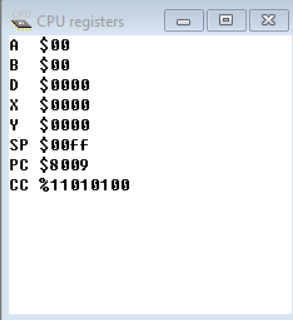 CPU registers
A $00
B $00
D $0000
X $0000
Y $0000
SP $00ff
PC $8009
CC %11010100